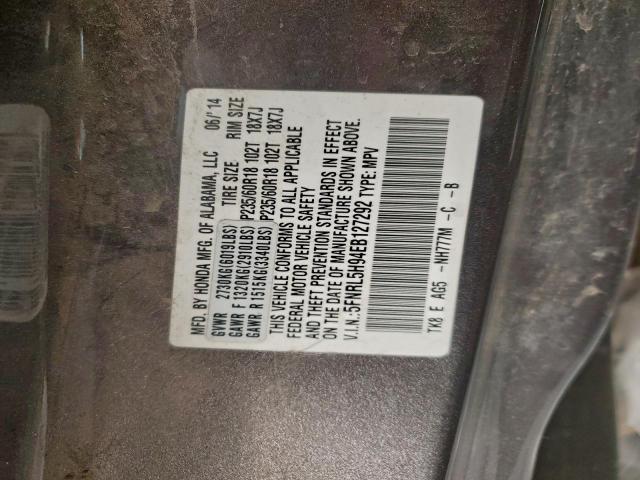 MFD. BY HONDA MFG. OF ALABAMA, LLC 06/'14
GVWR 2730KG(6019LBS) TIRE SIZE RIM SIZE
GAWR F 1320KG(2910LBS) P235/60R18 102T 18X7J
GAWR R 1515KG(3340LBS) P235/60R18 102T 18X7J
THIS VEHICLE CONFORMS TO ALL APPLICABLE
FEDERAL MOTOR VEHICLE SAFETY
AND THEFT PREVENTION STANDARDS IN EFFECT
ON THE DATE OF MANUFACTURE SHOWN ABOVE.
V.I.N.:5FNRL5H94EB127292 TYPE: MPV
TK8 E AG5 -NH777M -C -B